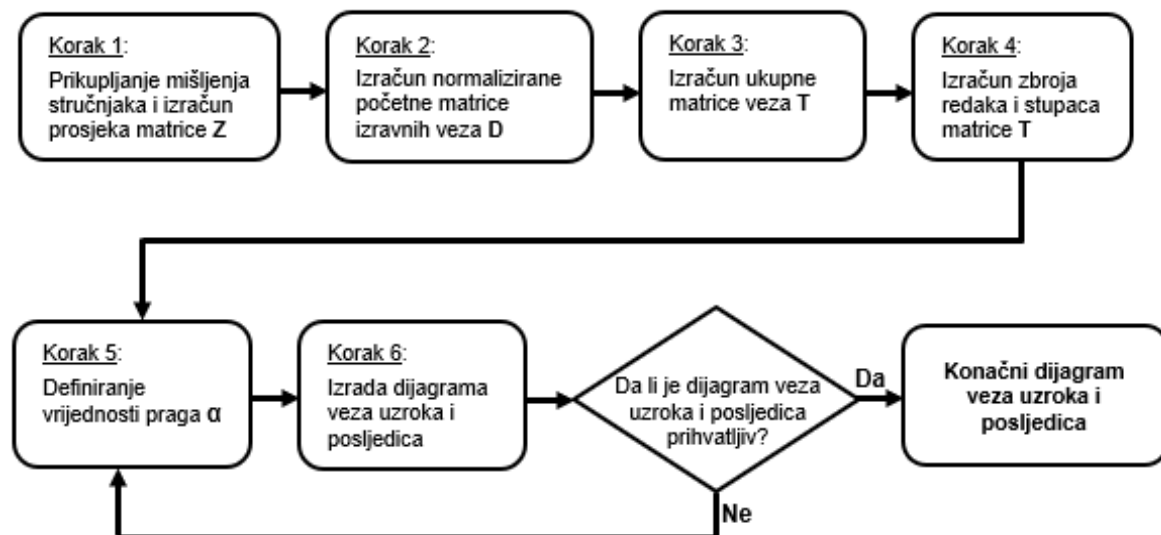 Korak 1:
Prikupljanje mišljenja
stručnjaka i izračun
prosjeka matrice Z
Korak 2:
Izračun normalizirane
početne matrice
izravnih veza D
Korak 3:
Izračun ukupne
matrice veza T
Korak 4:
Izračun zbroja
redaka i stupaca
matrice T
Korak 5:
Definiranje
vrijednosti praga α
Korak 6:
Izrada dijagrama
veza uzroka i
posljedica
Da li je dijagram veza
uzroka i posljedica
prihvatljiv?
Da
Ne
Konačni dijagram
veza uzroka i
posljedica